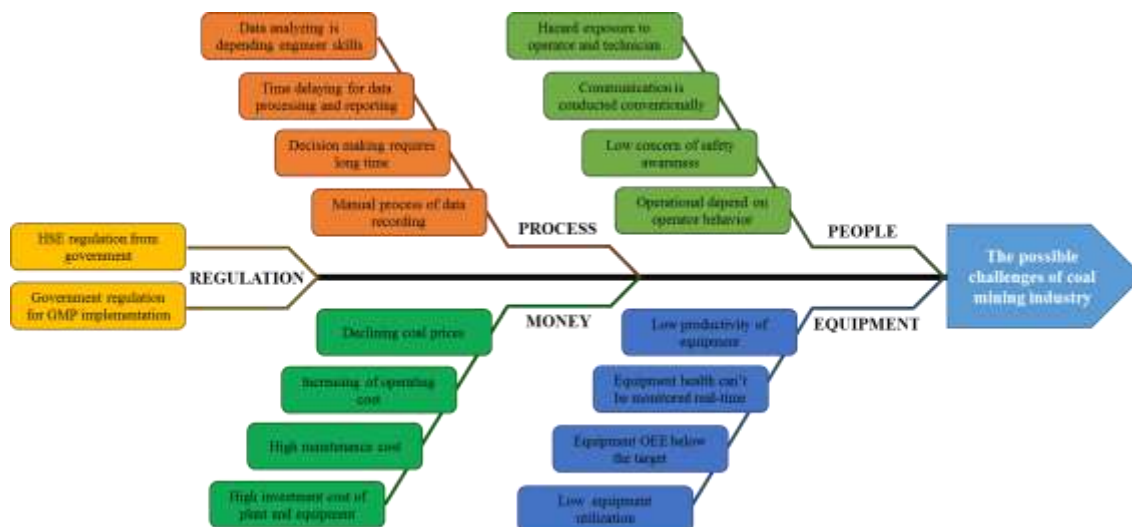 Data analyzing is
depending engineer skills
Time delaying for data
processing and reporting
Decision making requires
long time
Manual process of data
recording
PROCESS
Hazard exposure to
operator and technician
Communication is
conducted conventionally
Low concern of safety
awareness
Operational depend on
operator behavior
PEOPLE
HSE regulation from
government
REGULATION
Government regulation
for GMP implementation
The possible
challenges of coal
mining industry
Declining coal prices
MONEY
Increasing of operating
cost
High maintenance cost
High investment cost of
plant and equipment
Low productivity of
equipment
EQUIPMENT
Equipment health can't
be monitored real-time
Equipment OEE below
the target
Low equipment
utilization